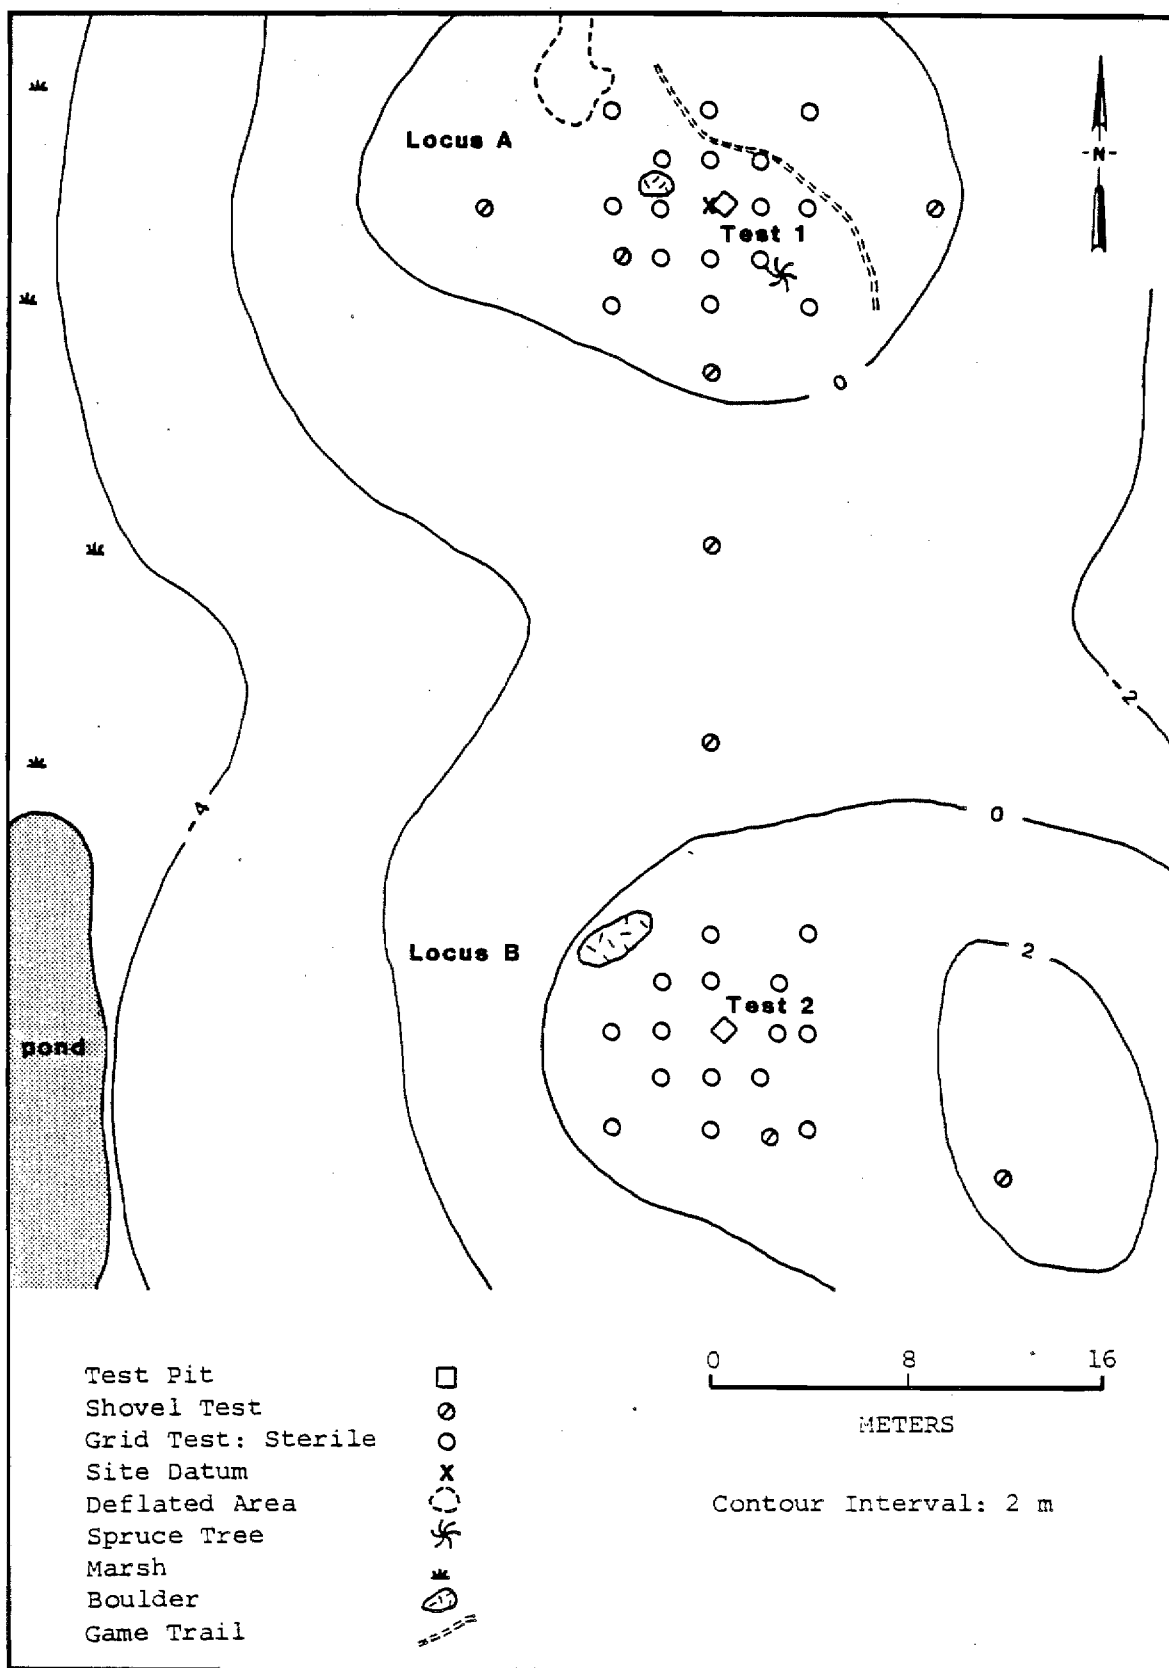 Locus A
-N-
Test 1
0
-2
-4
0
Locus B
2
Test 2
pond
Test Pit
Shovel Test
Grid Test: Sterile
Site Datum
Deflated Area
Spruce Tree
Marsh
Boulder
Game Trail
0 8 16
METERS
Contour Interval: 2 m